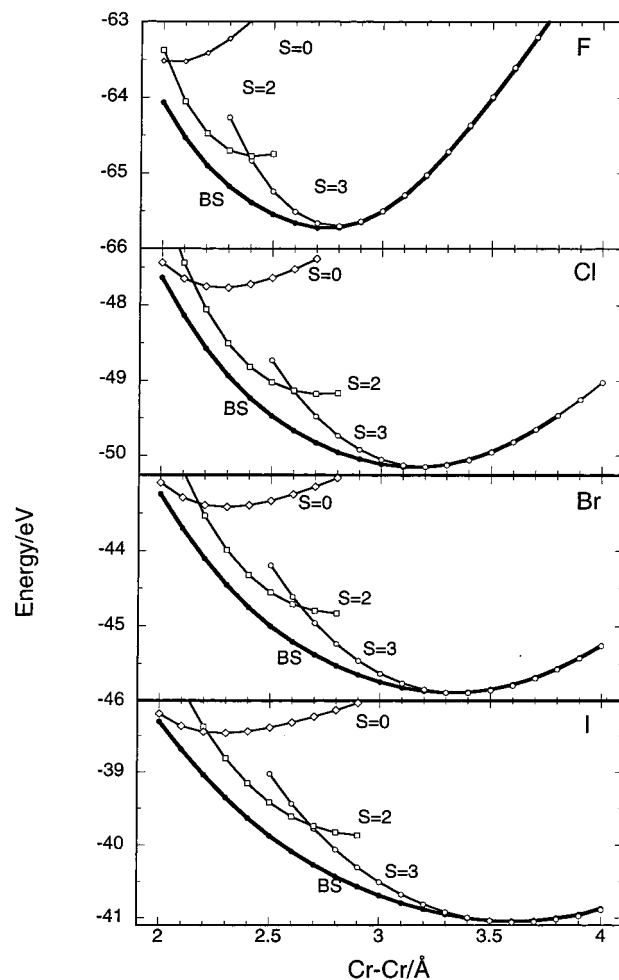 -63
S=0
F
-64
S=2
-65
BS
S=3
-66
S=0
Cl
-48
-49
S=2
BS
S=3
-50
S=0
Br
-44
S=2
-45
S=3
BS
-46
S=0
I
-39
S=2
-40
S=3
BS
-41
2 2.5 3 3.5 4
Energy/eV
Cr-Cr/Å